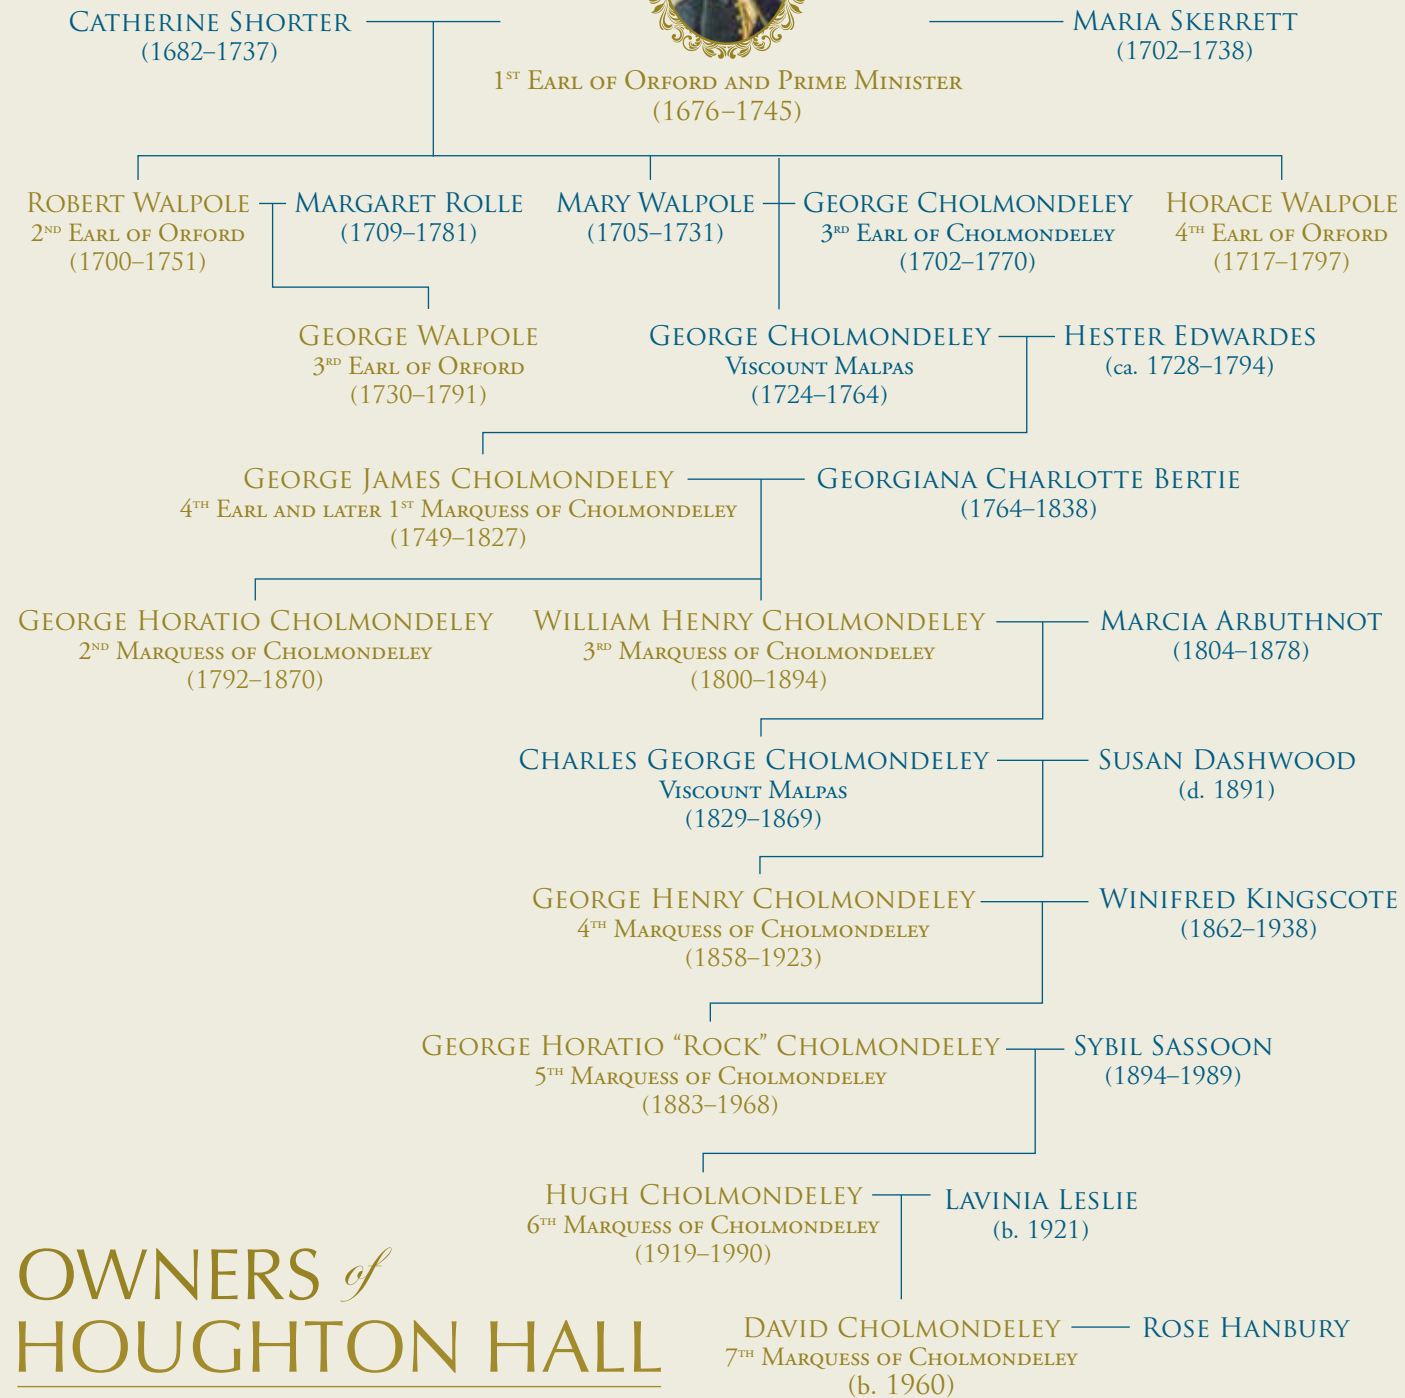 CATHERINE SHORTER
(1682–1737)
MARIA SKERRETT
(1702–1738)
1ST EARL OF ORFORD AND PRIME MINISTER
(1676–1745)
ROBERT WALPOLE
2ND EARL OF ORFORD
(1700–1751)
MARGARET ROLLE
(1709–1781)
MARY WALPOLE
(1705–1731)
GEORGE CHOLMONDELEY
3RD EARL OF CHOLMONDELEY
(1702–1770)
HORACE WALPOLE
4TH EARL OF ORFORD
(1717–1797)
GEORGE WALPOLE
3RD EARL OF ORFORD
(1730–1791)
GEORGE CHOLMONDELEY
VISCOUNT MALPAS
(1724–1764)
HESTER EDWARDES
(ca. 1728–1794)
GEORGE JAMES CHOLMONDELEY
4TH EARL AND LATER 1ST MARQUESS OF CHOLMONDELEY
(1749–1827)
GEORGIANA CHARLOTTE BERTIE
(1764–1838)
GEORGE HORATIO CHOLMONDELEY
2ND MARQUESS OF CHOLMONDELEY
(1792–1870)
WILLIAM HENRY CHOLMONDELEY
3RD MARQUESS OF CHOLMONDELEY
(1800–1894)
MARCIA ARBUTHNOT
(1804–1878)
CHARLES GEORGE CHOLMONDELEY
VISCOUNT MALPAS
(1829–1869)
SUSAN DASHWOOD
(d. 1891)
GEORGE HENRY CHOLMONDELEY
4TH MARQUESS OF CHOLMONDELEY
(1858–1923)
WINIFRED KINGSCOTE
(1862–1938)
GEORGE HORATIO “ROCK” CHOLMONDELEY
5TH MARQUESS OF CHOLMONDELEY
(1883–1968)
SYBIL SASSOON
(1894–1989)
HUGH CHOLMONDELEY
6TH MARQUESS OF CHOLMONDELEY
(1919–1990)
LAVINIA LESLIE
(b. 1921)
DAVID CHOLMONDELEY
7TH MARQUESS OF CHOLMONDELEY
(b. 1960)
ROSE HANBURY
OWNERS of
HOUGHTON HALL